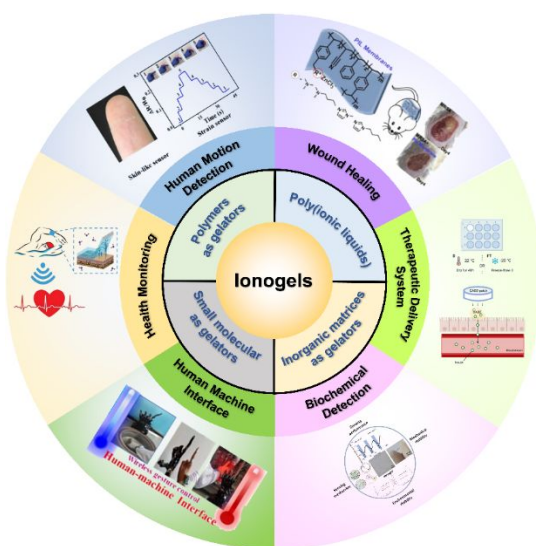 Ionogels
Polymers
as gelators
Poly(ionic liquids)
Inorganic matrices
as gelators
Small molecular
as gelators
Human Motion
Detection
Wound Healing
Therapeutic Delivery
System
Biochemical
Detection
Human Machine
Interface
Health Monitoring
Skin-like sensor
Time (s)
Strain sensor
PIL Membranes
Wireless gesture control
Human-machine Interface